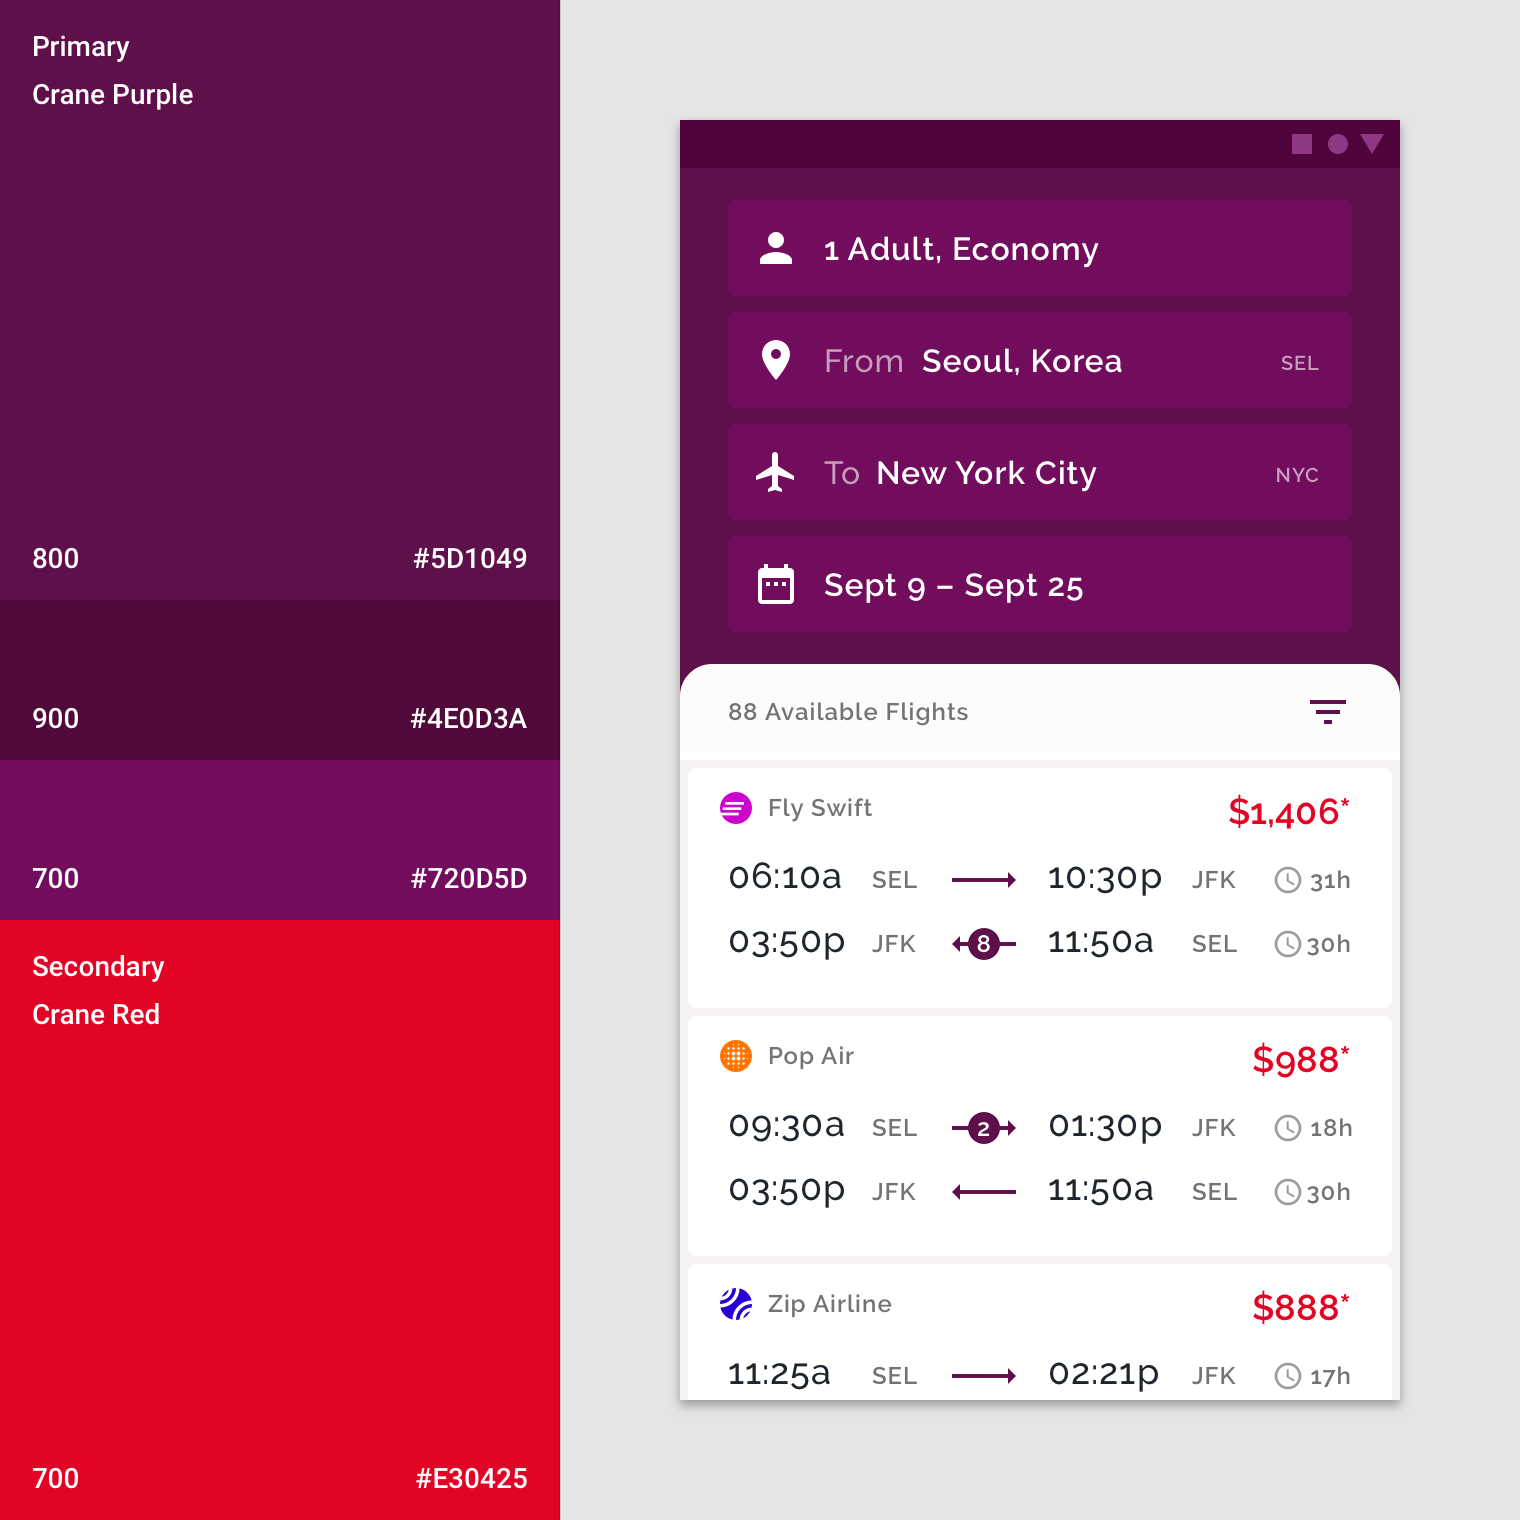 Primary
Crane Purple
800 #5D1049
900 #4E0D3A
700 #720D5D
Secondary
Crane Red
700 #E30425
1 Adult, Economy
From Seoul, Korea SEL
To New York City NYC
Sept 9 – Sept 25
88 Available Flights
Fly Swift $1,406*
06:10a SEL 10:30p JFK 31h
03:50p JFK 8 11:50a SEL 30h
Pop Air $988*
09:30a SEL 2 01:30p JFK 18h
03:50p JFK 11:50a SEL 30h
Zip Airline $888*
11:25a SEL 02:21p JFK 17h